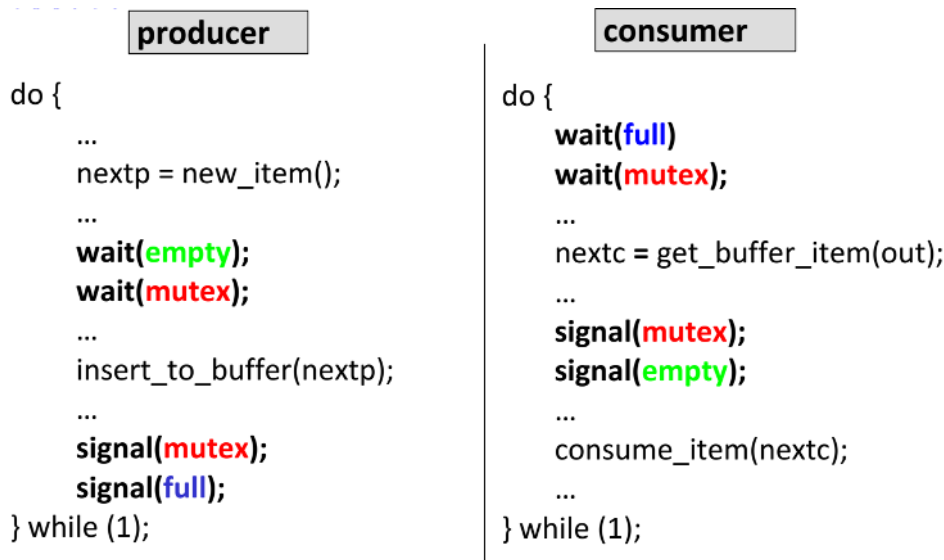 producer
do {
...
nextp = new_item();
...
wait(empty);
wait(mutex);
...
insert_to_buffer(nextp);
...
signal(mutex);
signal(full);
} while (1);
consumer
do {
wait(full)
wait(mutex);
...
nextc = get_buffer_item(out);
...
signal(mutex);
signal(empty);
...
consume_item(nextc);
...
} while (1);